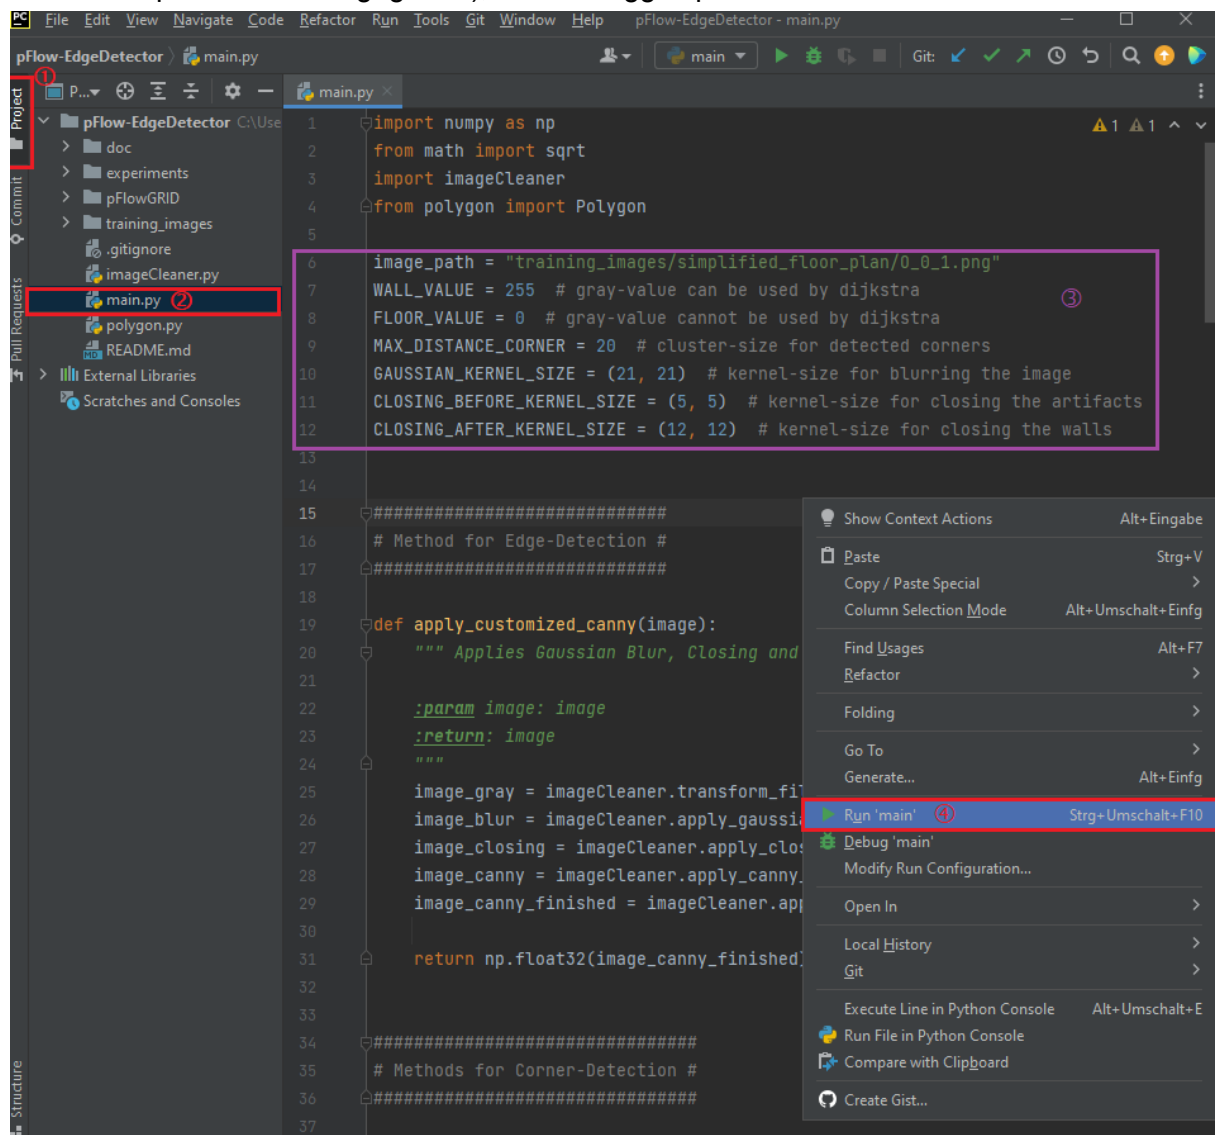 File Edit View Navigate Code Refactor Run Tools Git Window Help pFlow-EdgeDetector - main.py
pFlow-EdgeDetector main.py main Git:
①
P... main.py
Project
Commit
Pull Requests
Structure
pFlow-EdgeDetector C:\Use
doc
experiments
pFlowGRID
training_images
.gitignore
imageCleaner.py
main.py ②
polygon.py
README.md
External Libraries
Scratches and Consoles
1 1
1 import numpy as np
2 from math import sqrt
3 import imageCleaner
4 from polygon import Polygon
5
6 image_path = "training_images/simplified_floor_plan/0_0_1.png"
7 WALL_VALUE = 255 # gray-value can be used by dijkstra
③
8 FLOOR_VALUE = 0 # gray-value cannot be used by dijkstra
9 MAX_DISTANCE_CORNER = 20 # cluster-size for detected corners
10 GAUSSIAN_KERNEL_SIZE = (21, 21) # kernel-size for blurring the image
11 CLOSING_BEFORE_KERNEL_SIZE = (5, 5) # kernel-size for closing the artifacts
12 CLOSING_AFTER_KERNEL_SIZE = (12, 12) # kernel-size for closing the walls
13
14
15 #############################
16 # Method for Edge-Detection #
17 #############################
18
19 def apply_customized_canny(image):
20 """ Applies Gaussian Blur, Closing and
21
22 :param image: image
23 :return: image
24 """
25 image_gray = imageCleaner.transform_fi
26 image_blur = imageCleaner.apply_gaussi
27 image_closing = imageCleaner.apply_clos
28 image_canny = imageCleaner.apply_canny_
29 image_canny_finished = imageCleaner.app
30
31 return np.float32(image_canny_finished)
32
33
34 ################################
35 # Methods for Corner-Detection #
36 ################################
37
Show Context Actions Alt+Eingabe
Paste Strg+V
Copy / Paste Special
Column Selection Mode Alt+Umschalt+Einfg
Find Usages Alt+F7
Refactor
Folding
Go To
Generate... Alt+Einfg
Run 'main' ④ Strg+Umschalt+F10
Debug 'main'
Modify Run Configuration...
Open In
Local History
Git
Execute Line in Python Console Alt+Umschalt+E
Run File in Python Console
Compare with Clipboard
Create Gist...